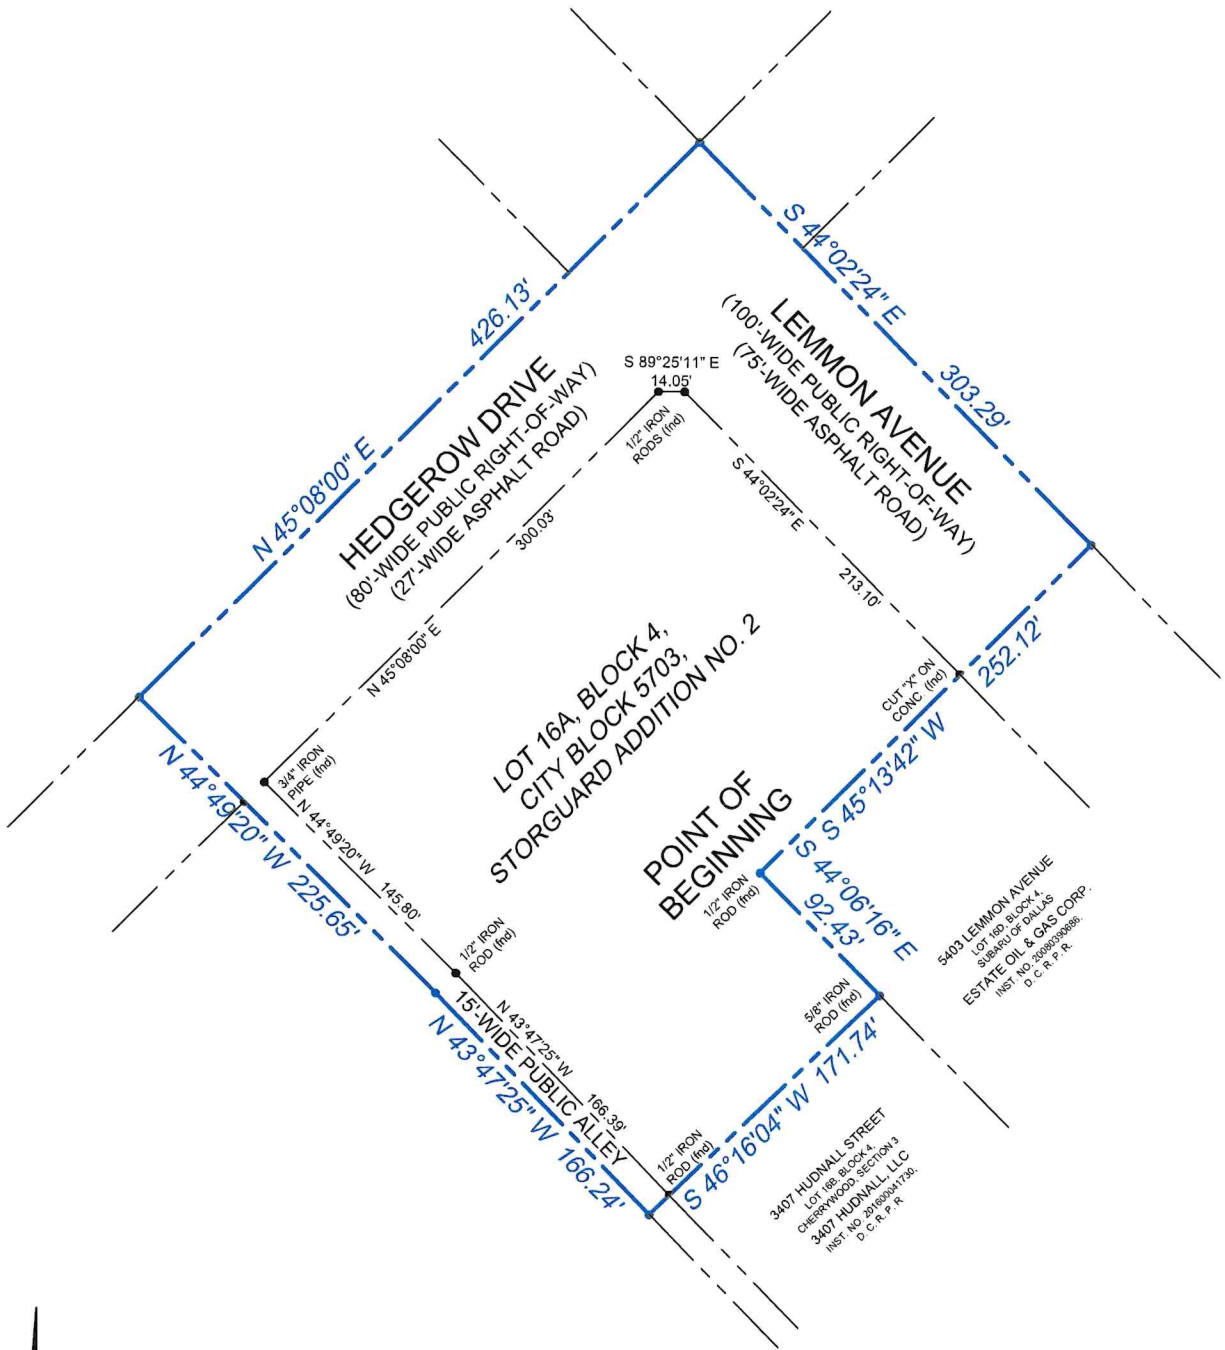 S 44°02'24" E
303.29'
426.13'
N 45°08'00" E
HEDGEROW DRIVE
(80'-WIDE PUBLIC RIGHT-OF-WAY)
(27'-WIDE ASPHALT ROAD)
LEMMON AVENUE
(100'-WIDE PUBLIC RIGHT-OF-WAY)
(75'-WIDE ASPHALT ROAD)
S 89°25'11" E
14.05'
1/2" IRON
RODS (fnd)
S 44°02'24"E
213.10'
300.03'
N 45°08'00" E
LOT 16A, BLOCK 4,
CITY BLOCK 5703,
STORGUARD ADDITION NO. 2
CUT "X" ON
CONC. (fnd)
252.12'
S 45°13'42" W
POINT OF
BEGINNING
1/2" IRON
ROD (fnd)
S 44°06'16" E
92.43'
3/4" IRON
PIPE (fnd)
N 44°49'20" W
145.80'
N 44°49'20" W 225.65'
1/2" IRON
ROD (fnd)
N 43°47'25" W
166.39'
15'-WIDE PUBLIC ALLEY
N 43°47'25" W 166.24'
5/8" IRON
ROD (fnd)
S 46°16'04" W 171.74'
1/2" IRON
ROD (fnd)
5403 LEMMON AVENUE
LOT 16D, BLOCK 4,
SUBARU OF DALLAS
ESTATE OIL & GAS CORP.
INST. NO. 20080390686,
D. C. R. P. R.
3407 HUDNALL STREET
LOT 16B, BLOCK 4,
CHERRYWOOD, SECTION 3
3407 HUDNALL, LLC
INST. NO. 201600041730,
D. C. R. P. R